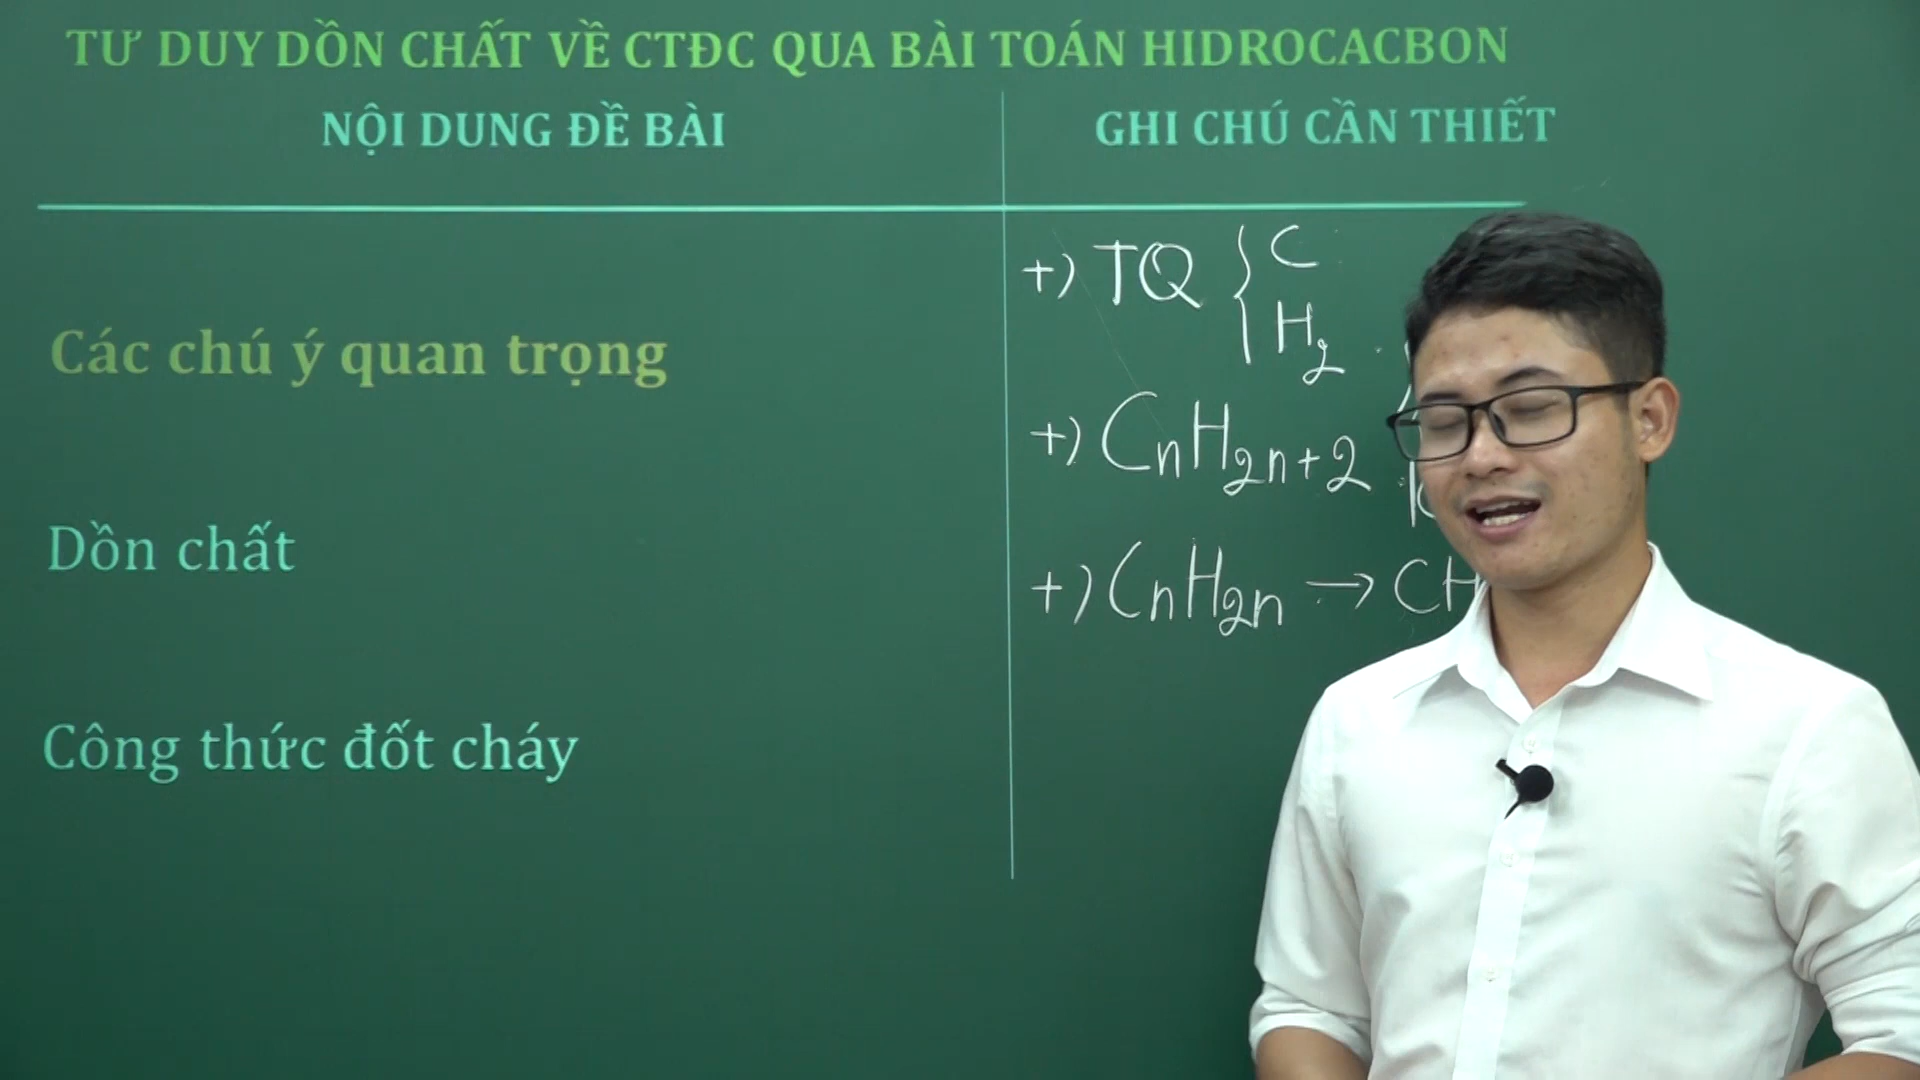 TƯ DUY DỒN CHẤT VỀ CTĐC QUA BÀI TOÁN HIDROCACBON
NỘI DUNG ĐỀ BÀI
GHI CHÚ CẦN THIẾT
Các chú ý quan trọng
Dồn chất
Công thức đốt cháy
+) TQ { C
H₂
+) CₙH₂ₙ₊₂
+) CₙH₂ₙ → CH